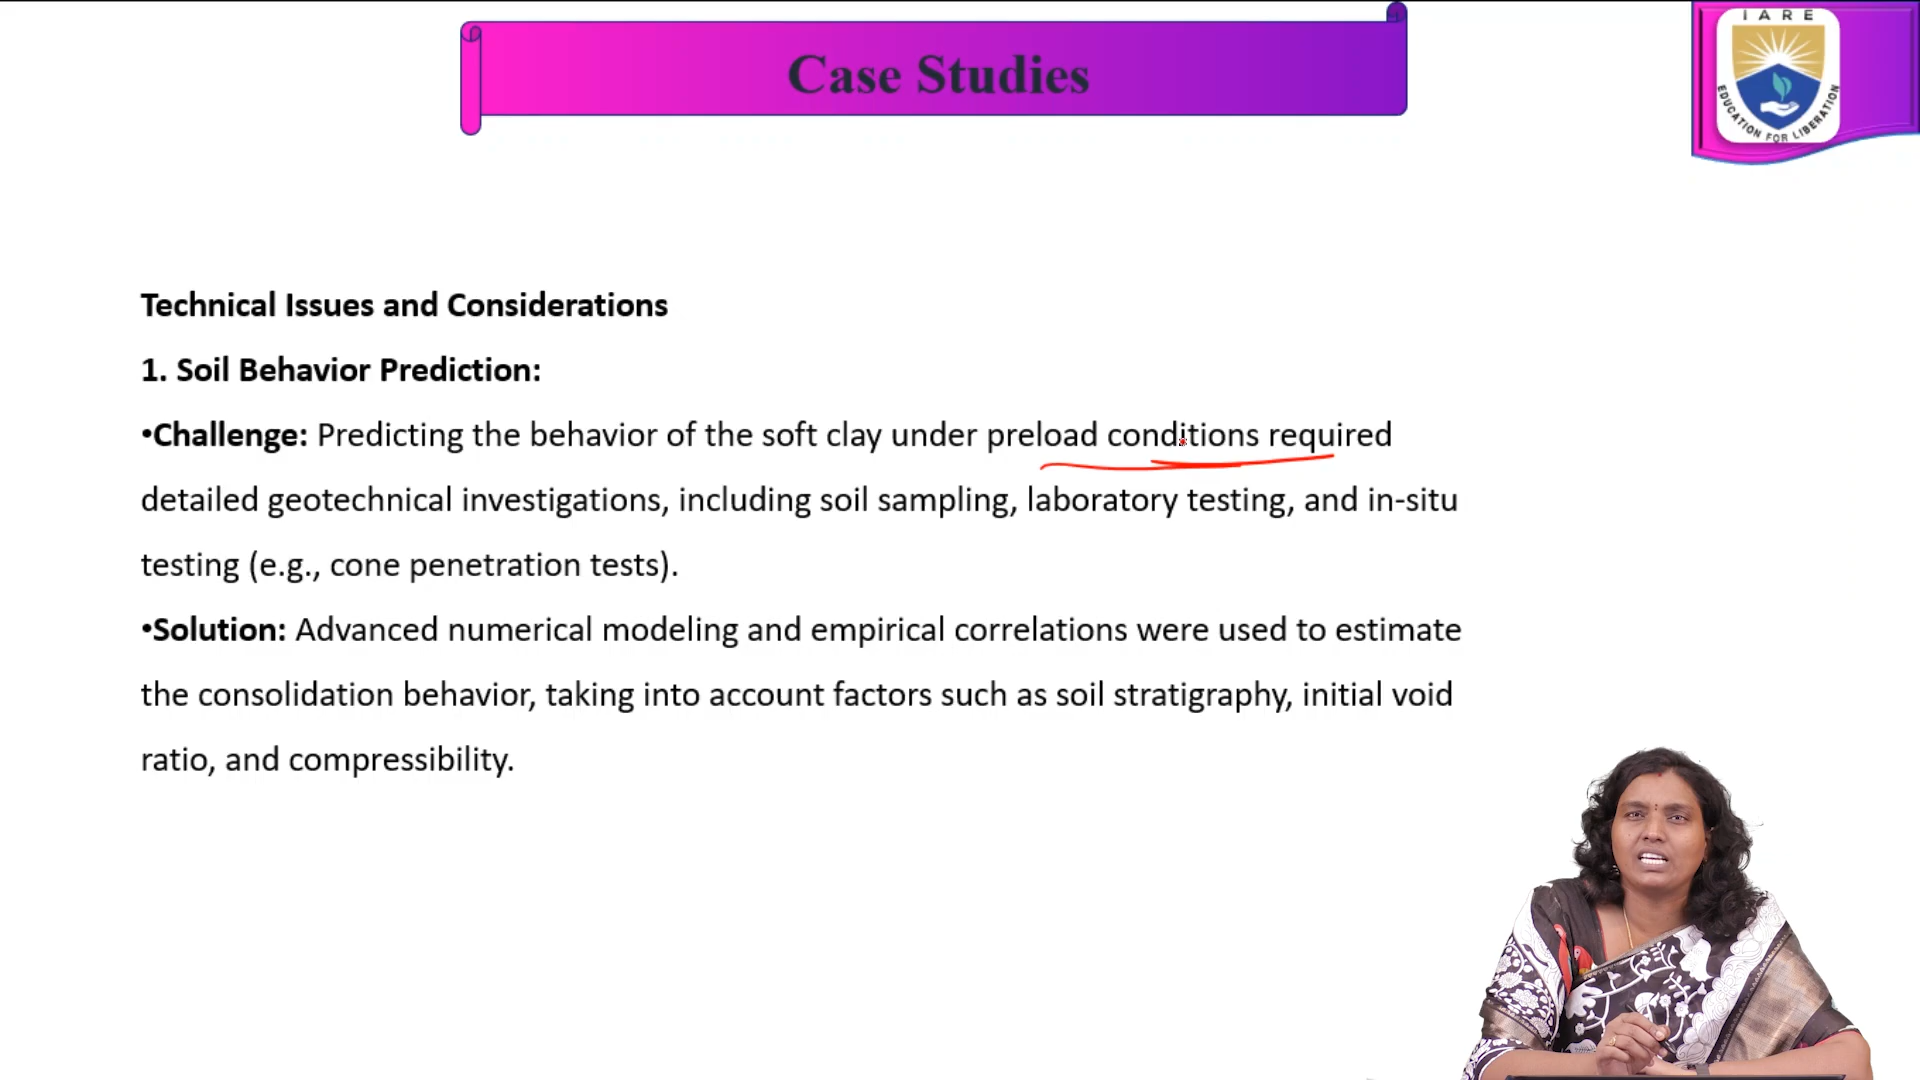 Case Studies
IARE
EDUCATION FOR LIBERATION
Technical Issues and Considerations
1. Soil Behavior Prediction:
•Challenge: Predicting the behavior of the soft clay under preload conditions required
detailed geotechnical investigations, including soil sampling, laboratory testing, and in-situ
testing (e.g., cone penetration tests).
•Solution: Advanced numerical modeling and empirical correlations were used to estimate
the consolidation behavior, taking into account factors such as soil stratigraphy, initial void
ratio, and compressibility.